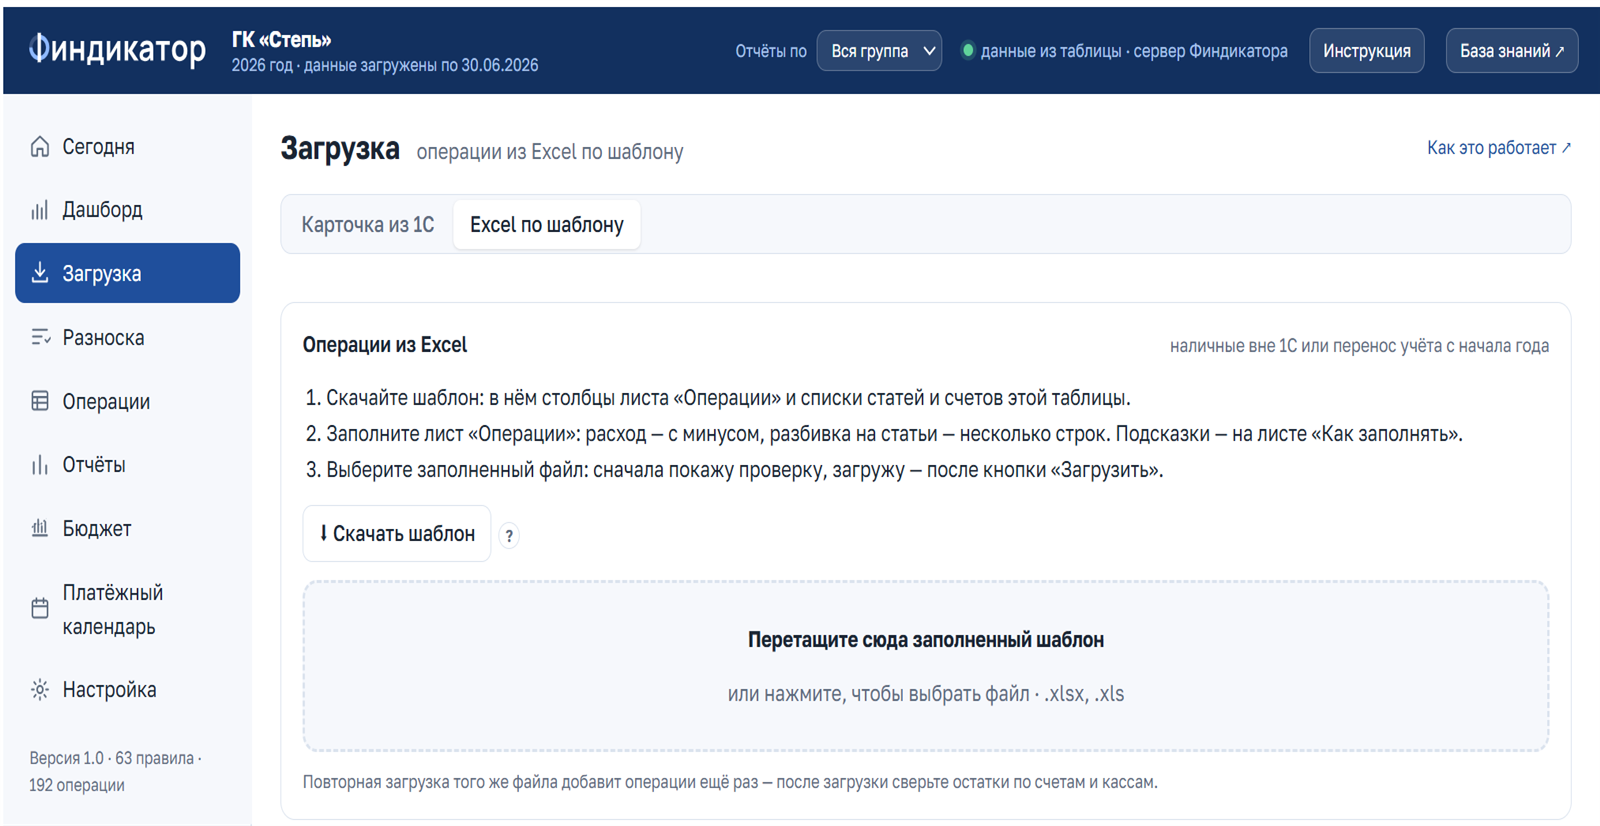 Финдикатор
ГК «Степь»
2026 год · данные загружены по 30.06.2026
Отчёты по
Вся группа
данные из таблицы · сервер Финдикатора
Инструкция
База знаний ↗
Сегодня
Дашборд
Загрузка
Разноска
Операции
Отчёты
Бюджет
Платёжный
календарь
Настройка
Версия 1.0 · 63 правила ·
192 операции
Загрузка операции из Excel по шаблону
Как это работает ↗
Карточка из 1С
Excel по шаблону
Операции из Excel
наличные вне 1С или перенос учёта с начала года
1. Скачайте шаблон: в нём столбцы листа «Операции» и списки статей и счетов этой таблицы.
2. Заполните лист «Операции»: расход — с минусом, разбивка на статьи — несколько строк. Подсказки — на листе «Как заполнять».
3. Выберите заполненный файл: сначала покажу проверку, загружу — после кнопки «Загрузить».
⬇ Скачать шаблон
?
Перетащите сюда заполненный шаблон
или нажмите, чтобы выбрать файл · .xlsx, .xls
Повторная загрузка того же файла добавит операции ещё раз — после загрузки сверьте остатки по счетам и кассам.